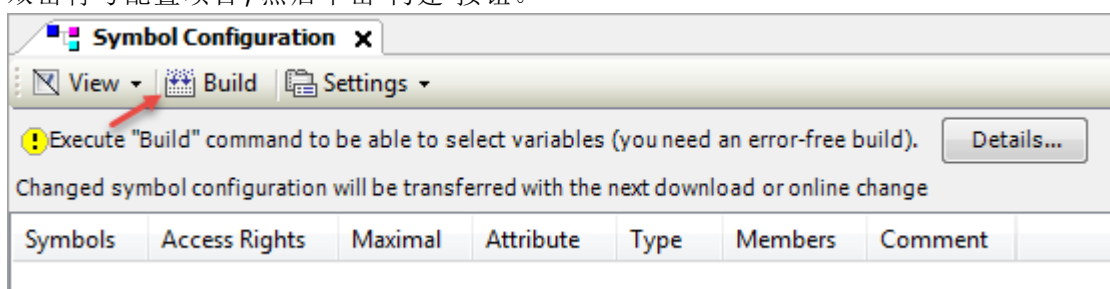 Symbol Configuration
View Build Settings
Execute "Build" command to be able to select variables (you need an error-free build). Details...
Changed symbol configuration will be transferred with the next download or online change
Symbols Access Rights Maximal Attribute Type Members Comment